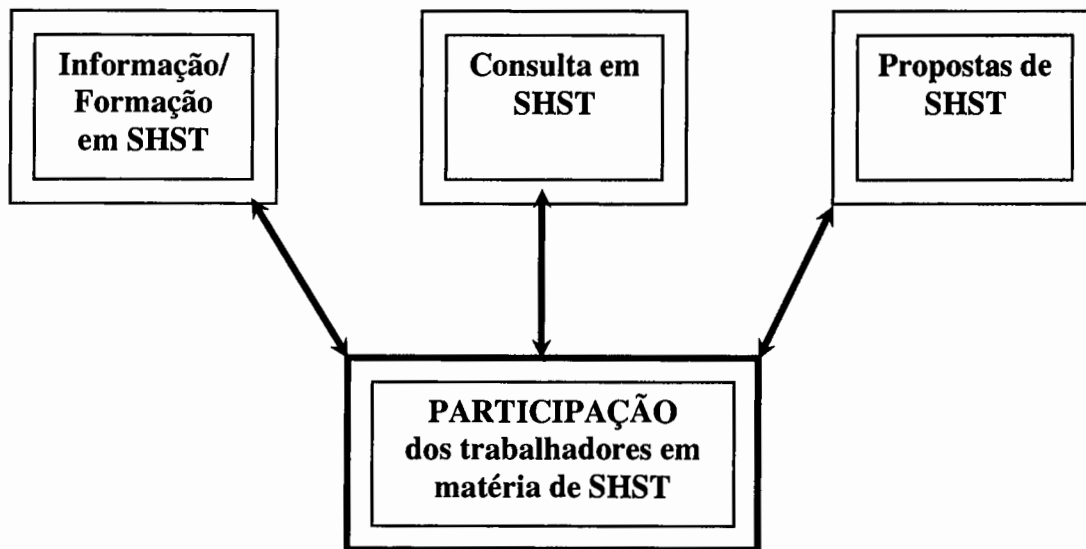 Informação/
Formação
em SHST
Consulta em
SHST
Propostas de
SHST
PARTICIPAÇÃO
dos trabalhadores em
matéria de SHST